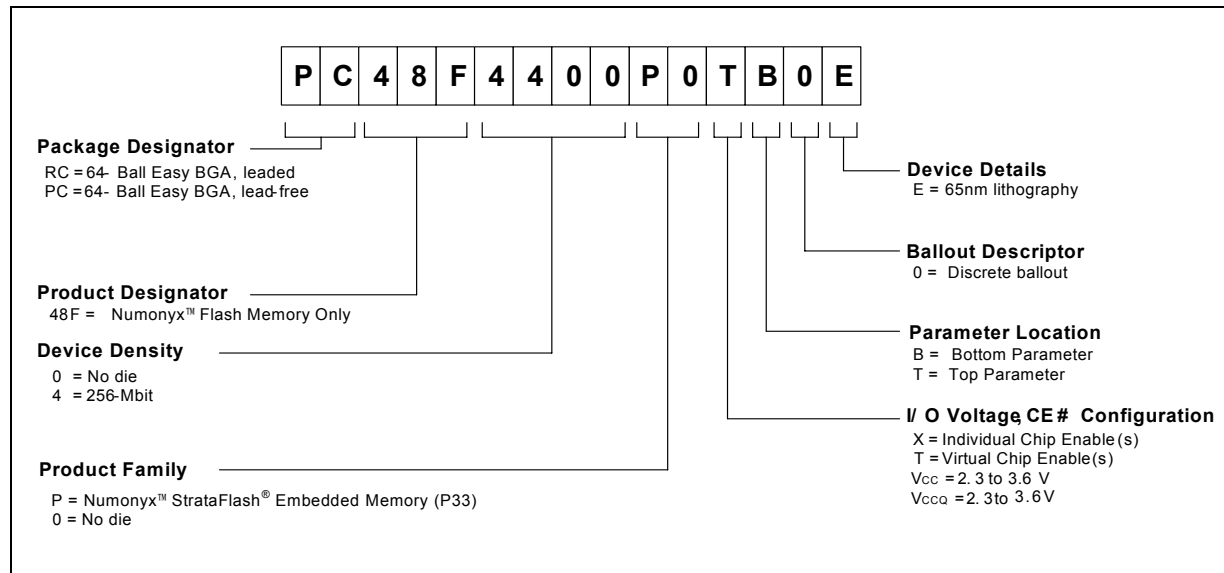 P C 4 8 F 4 4 0 0 P 0 T B 0 E
Package Designator
RC = 64- Ball Easy BGA, leaded
PC = 64- Ball Easy BGA, lead-free
Product Designator
48F = Numonyx™ Flash Memory Only
Device Density
0 = No die
4 = 256-Mbit
Product Family
P = Numonyx™ StrataFlash® Embedded Memory (P33)
0 = No die
Device Details
E = 65nm lithography
Ballout Descriptor
0 = Discrete ballout
Parameter Location
B = Bottom Parameter
T = Top Parameter
I/ O Voltage, CE# Configuration
X = Individual Chip Enable(s)
T = Virtual Chip Enable(s)
VCC = 2. 3 to 3.6 V
VCCQ = 2. 3 to 3.6 V